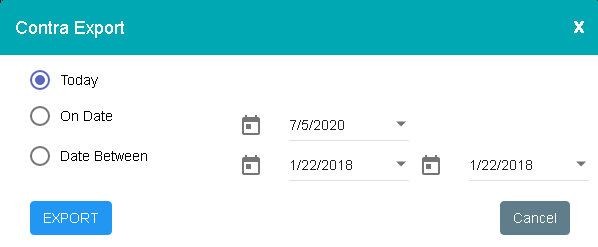 Contra Export X
Today
On Date 7/5/2020
Date Between 1/22/2018 1/22/2018
EXPORT Cancel